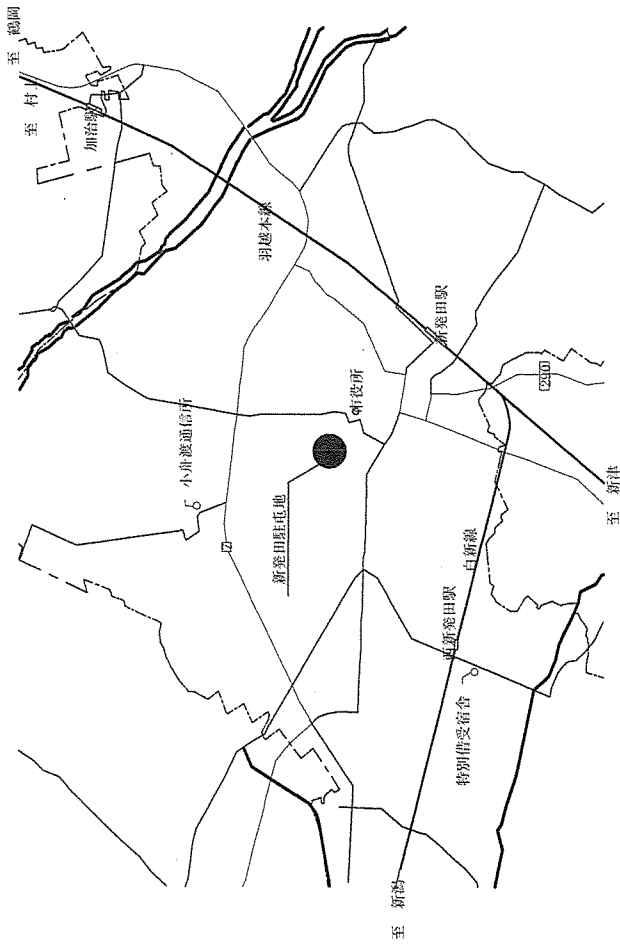 至 鶴岡
至 村上
加治駅
羽越本線
新発田駅
市役所
290
小舟渡通信所
7
新発田駐屯地
白新線
至 新津
西新発田駅
特別借受宿舎
至 新潟